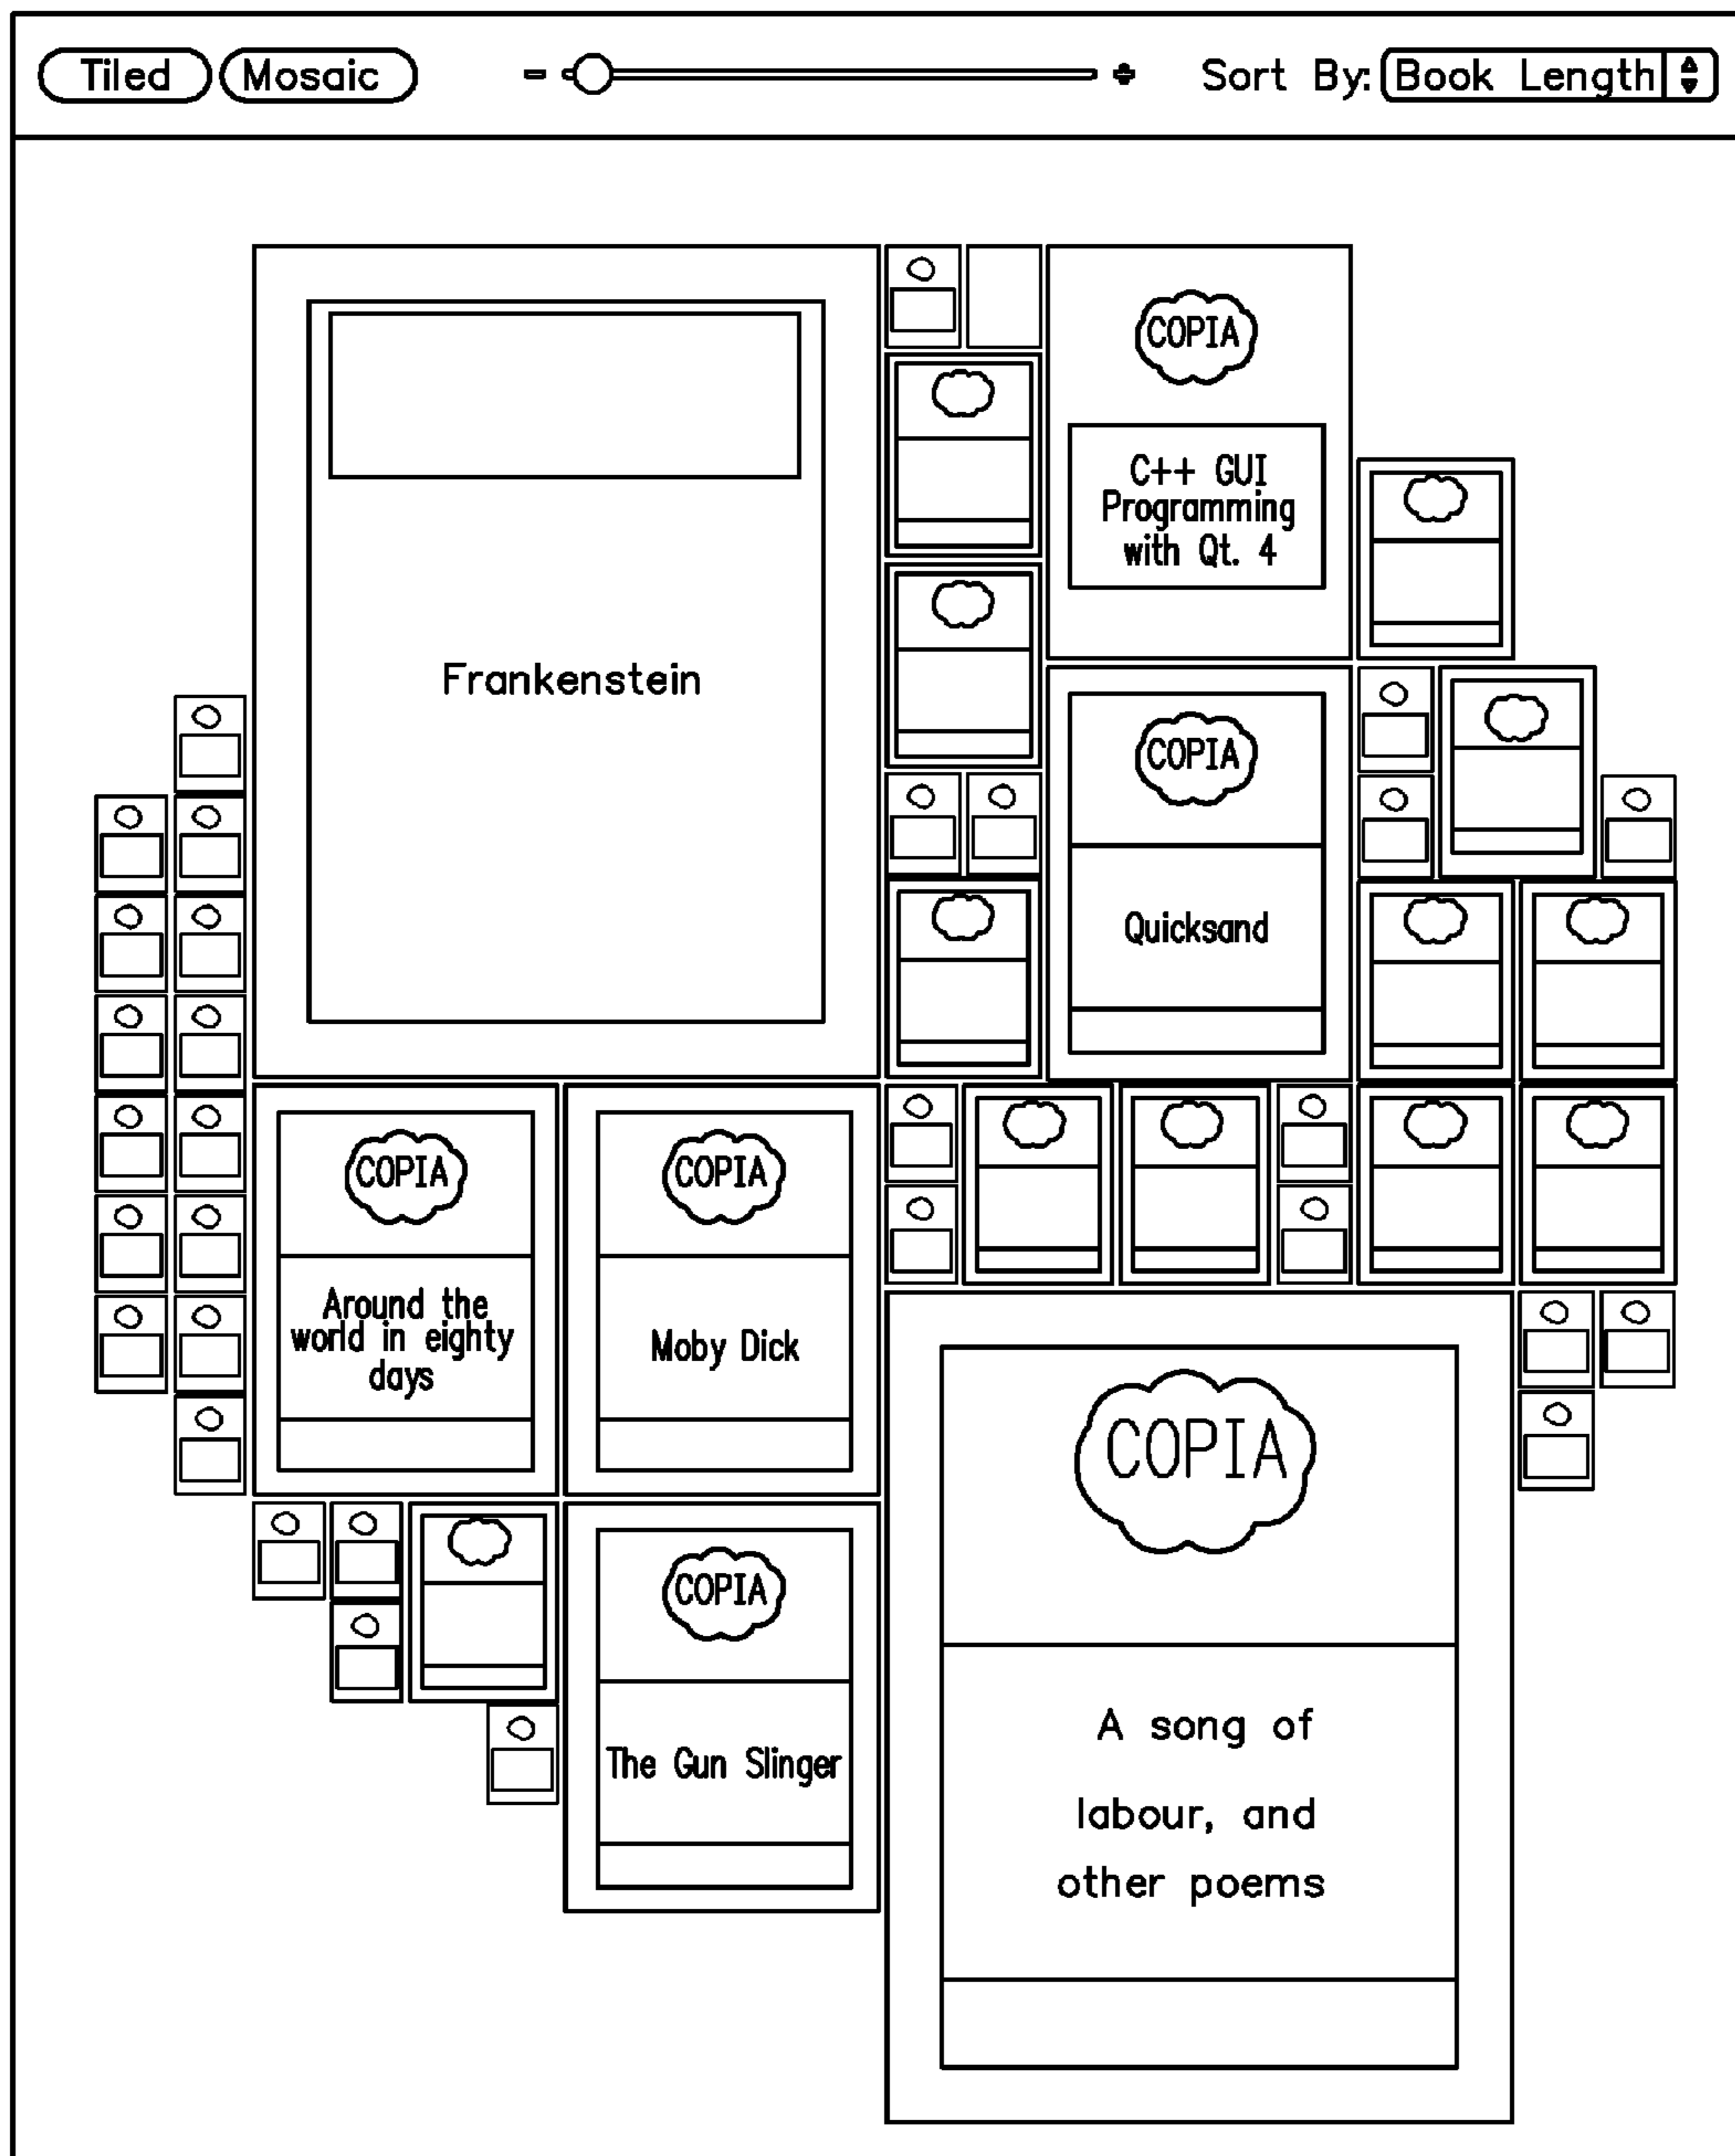 Tiled Mosaic - + Sort By: Book Length
COPIA
C++ GUI
Programming
with Qt. 4
Frankenstein
COPIA
Quicksand
COPIA
Around the
world in eighty
days
COPIA
Moby Dick
COPIA
The Gun Slinger
COPIA
A song of
labour, and
other poems